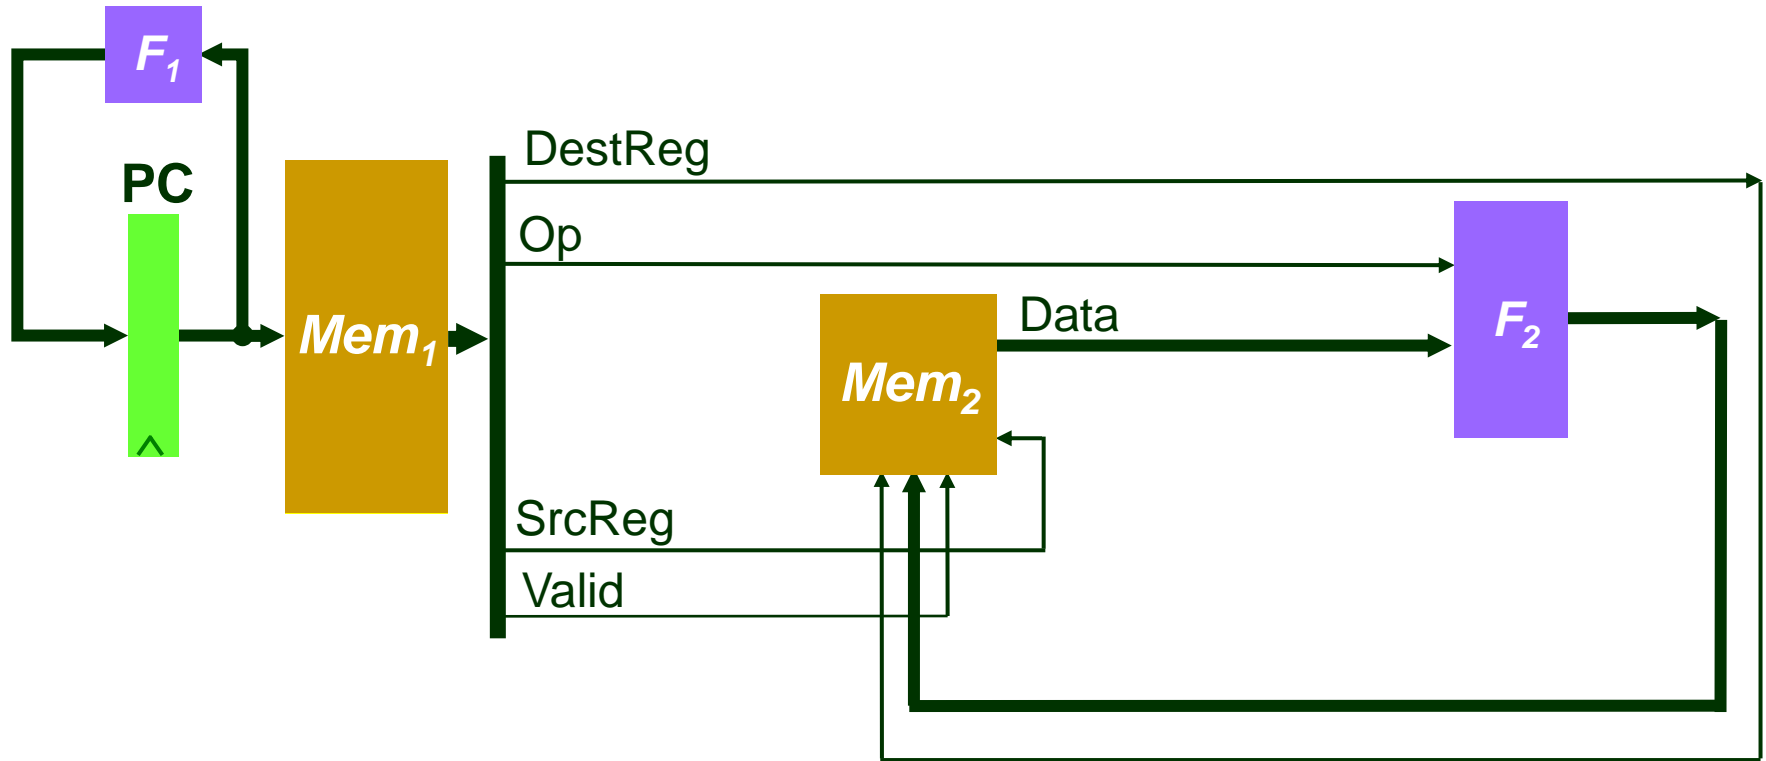 F1
PC
Mem1
DestReg
Op
Data
Mem2
F2
SrcReg
Valid